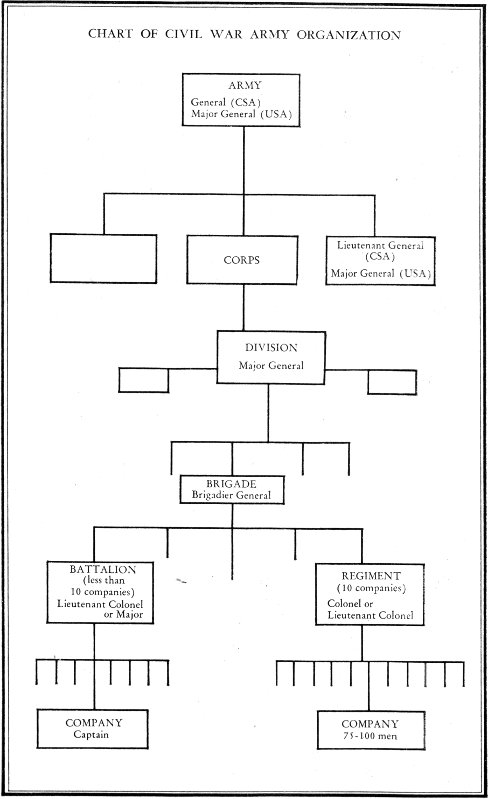 CHART OF CIVIL WAR ARMY ORGANIZATION
ARMY
General (CSA)
Major General (USA)
CORPS
Lieutenant General
(CSA)
Major General (USA)
DIVISION
Major General
BRIGADE
Brigadier General
BATTALION
(less than
10 companies)
Lieutenant Colonel
or Major
REGIMENT
(10 companies)
Colonel or
Lieutenant Colonel
COMPANY
Captain
COMPANY
75-100 men